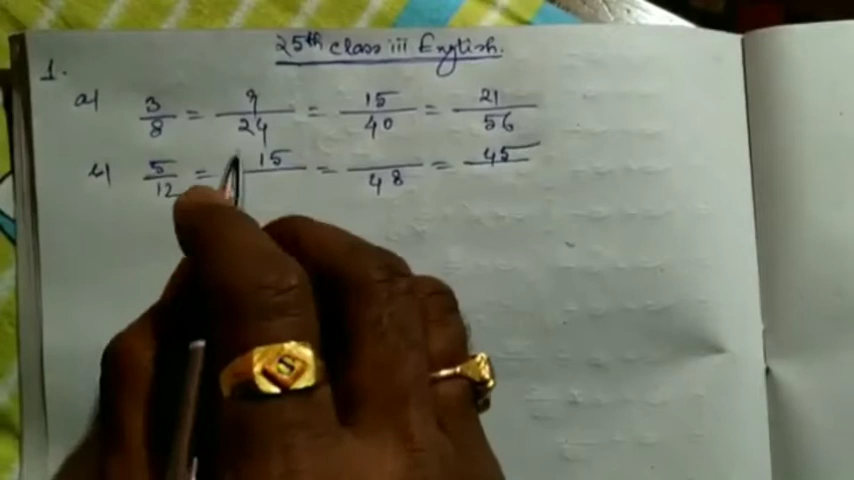 25th Class iii English.
1.
a) 3/8 = 9/24 = 15/40 = 21/56
b) 5/12 = 15/ = /48 = 45/